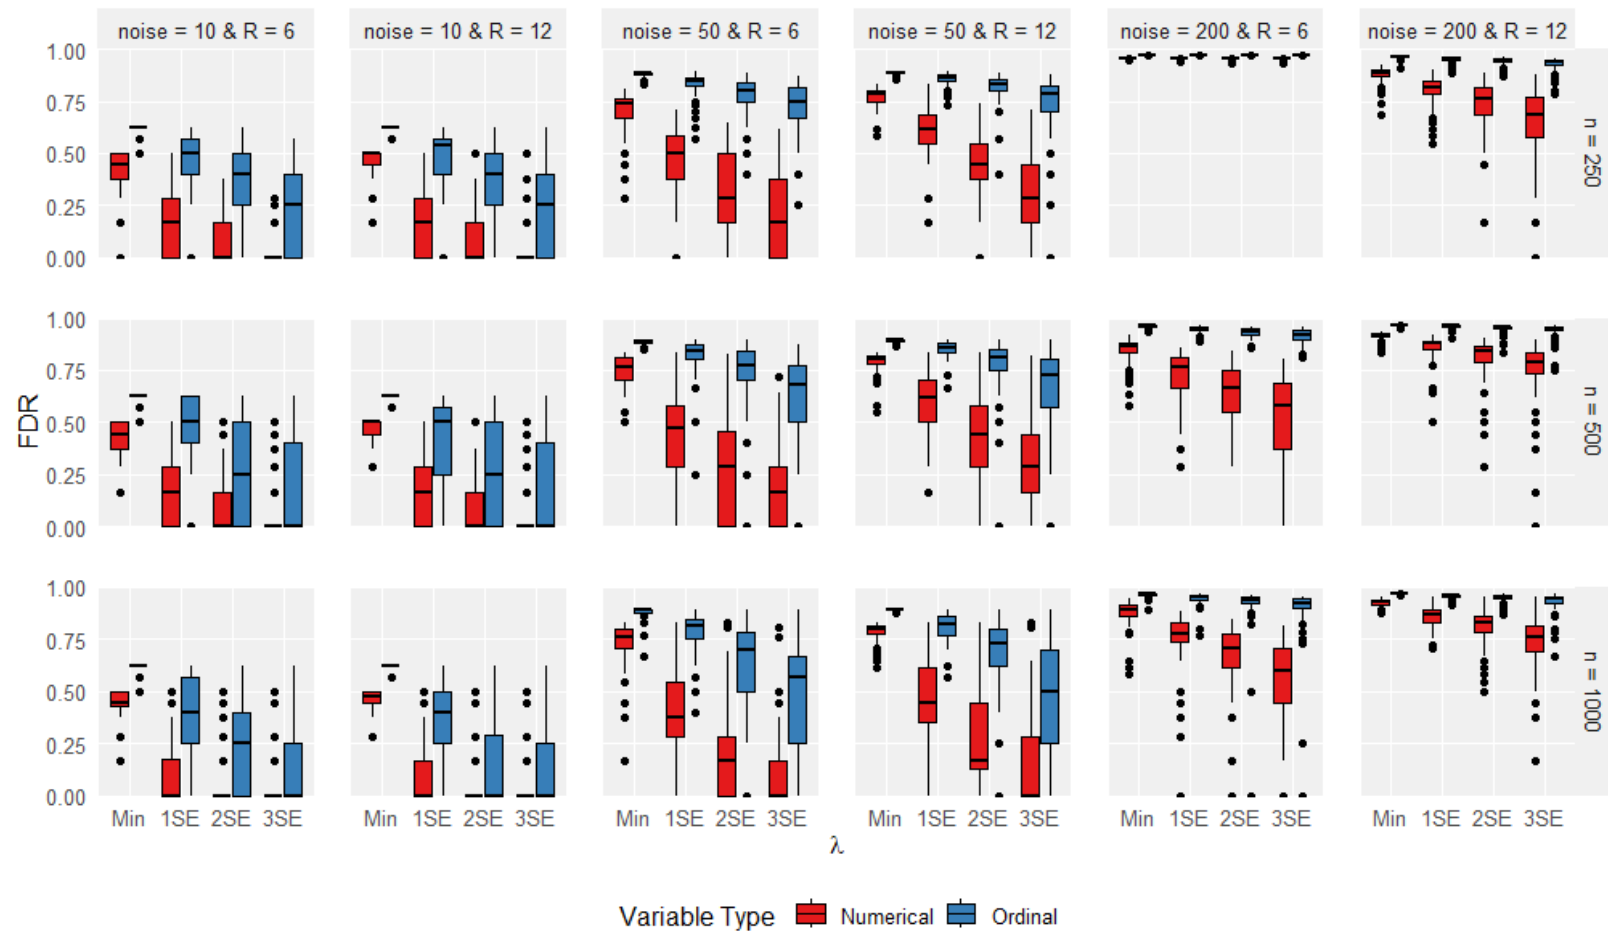 noise = 10 & R = 6
noise = 10 & R = 12
noise = 50 & R = 6
noise = 50 & R = 12
noise = 200 & R = 6
noise = 200 & R = 12
1.00
0.75
0.50
0.25
0.00
n = 250
FDR
1.00
0.75
0.50
0.25
0.00
n = 500
1.00
0.75
0.50
0.25
0.00
n = 1000
Min 1SE 2SE 3SE
Min 1SE 2SE 3SE
Min 1SE 2SE 3SE
Min 1SE 2SE 3SE
Min 1SE 2SE 3SE
Min 1SE 2SE 3SE
λ
Variable Type Numerical Ordinal